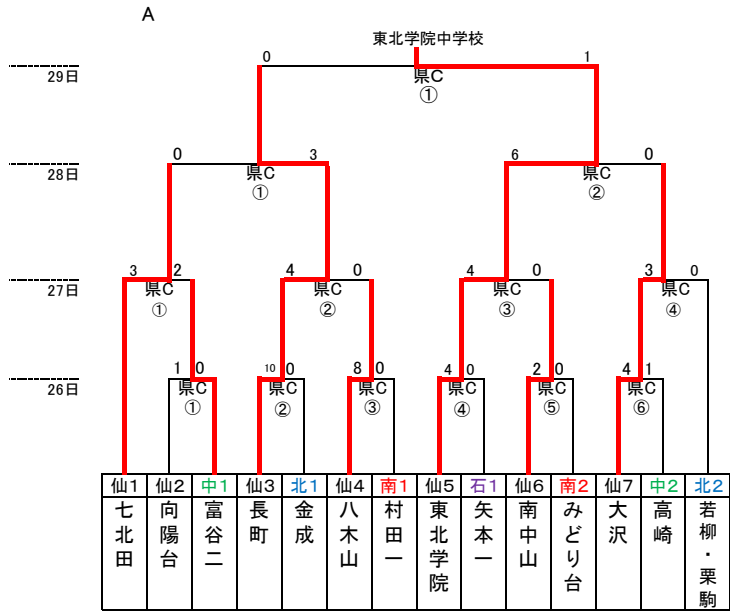 A
東北学院中学校
0 1
29日
県C
①
0 3 6 0
28日
県C 県C
① ②
3 2 4 0 4 0 3 0
27日
県C 県C 県C 県C
① ② ③ ④
1 0 10 0 8 0 4 0 2 0 4 1
26日
県C 県C 県C 県C 県C 県C
① ② ③ ④ ⑤ ⑥
仙1 仙2 中1 仙3 北1 仙4 南1 仙5 石1 仙6 南2 仙7 中2 北2
七北田 向陽台 富谷二 長町 金成 八木山 村田一 東北学院 矢本一 南中山 みどり台 大沢 高崎 若柳・栗駒